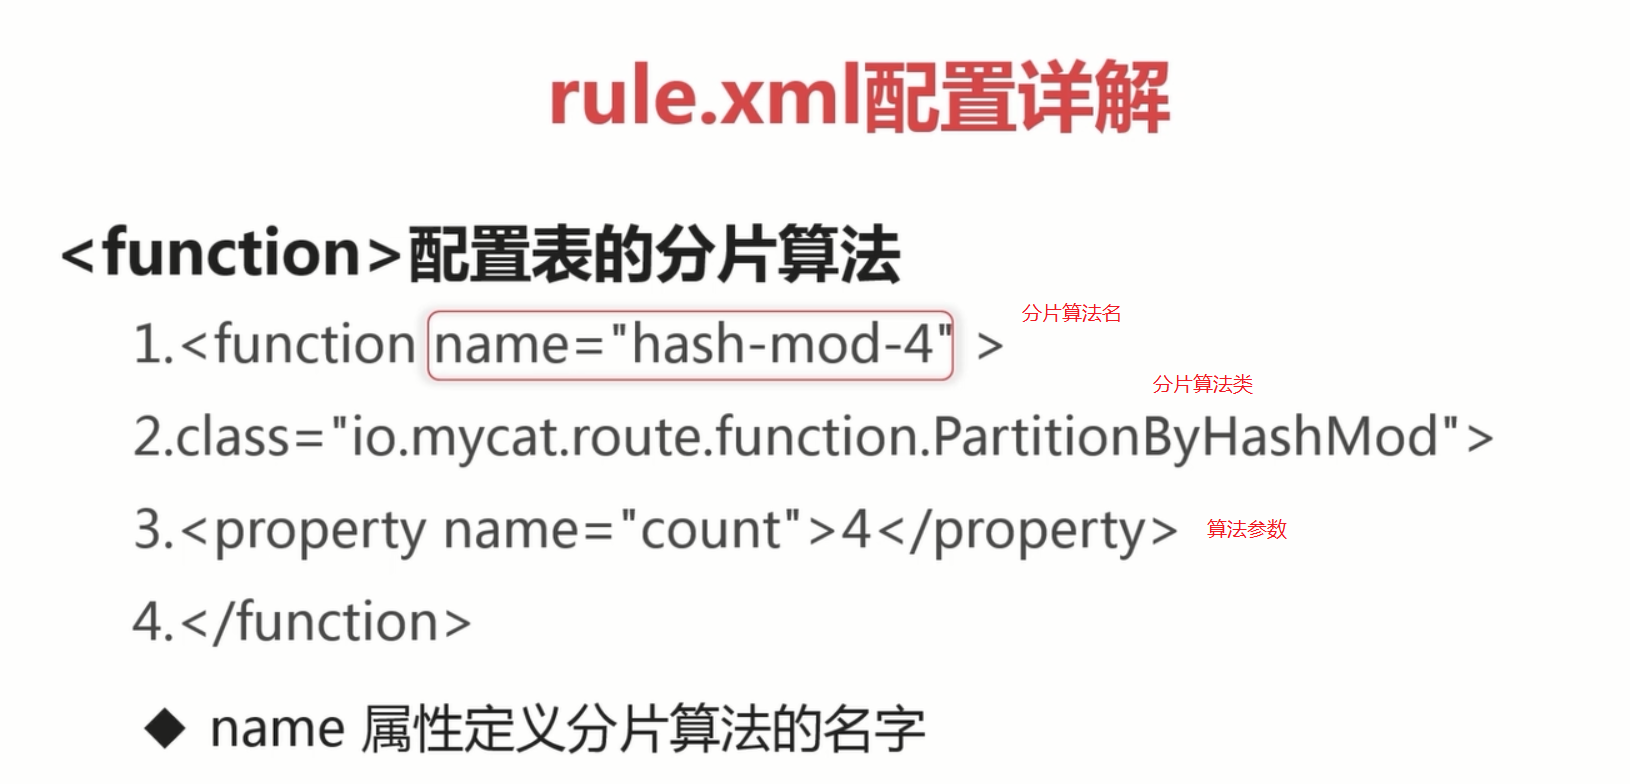 rule.xml配置详解
<function>配置表的分片算法
1.<function name="hash-mod-4" >
分片算法名
分片算法类
2.class="io.mycat.route.function.PartitionByHashMod">
3.<property name="count">4</property>
算法参数
4.</function>
◆ name 属性定义分片算法的名字